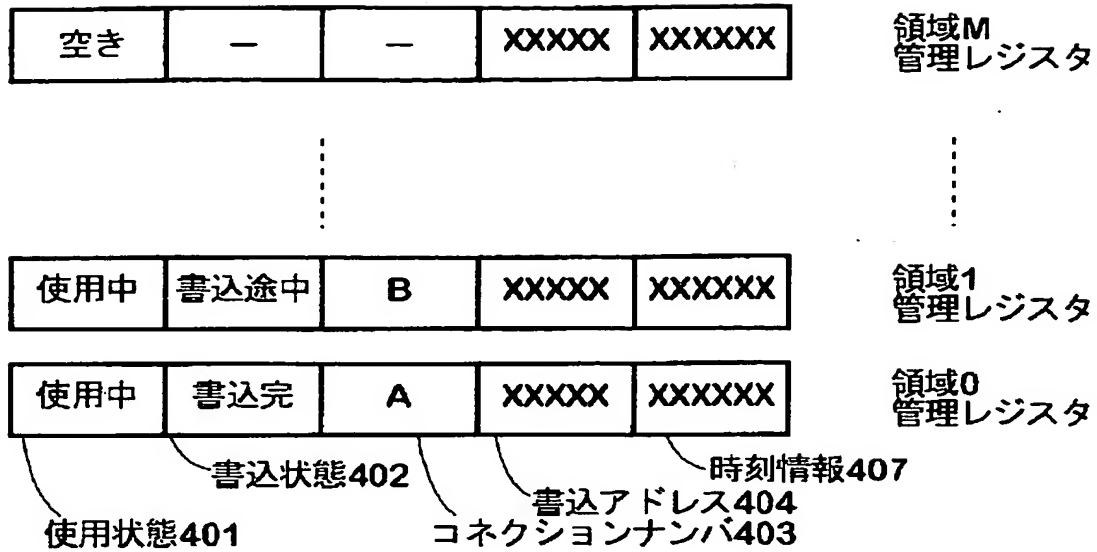 空き － － XXXXX XXXXXX 領域M
管理レジスタ
使用中 書込途中 B XXXXX XXXXXX 領域1
管理レジスタ
使用中 書込完 A XXXXX XXXXXX 領域0
管理レジスタ
書込状態402 時刻情報407
書込アドレス404
使用状態401 コネクションナンバ403